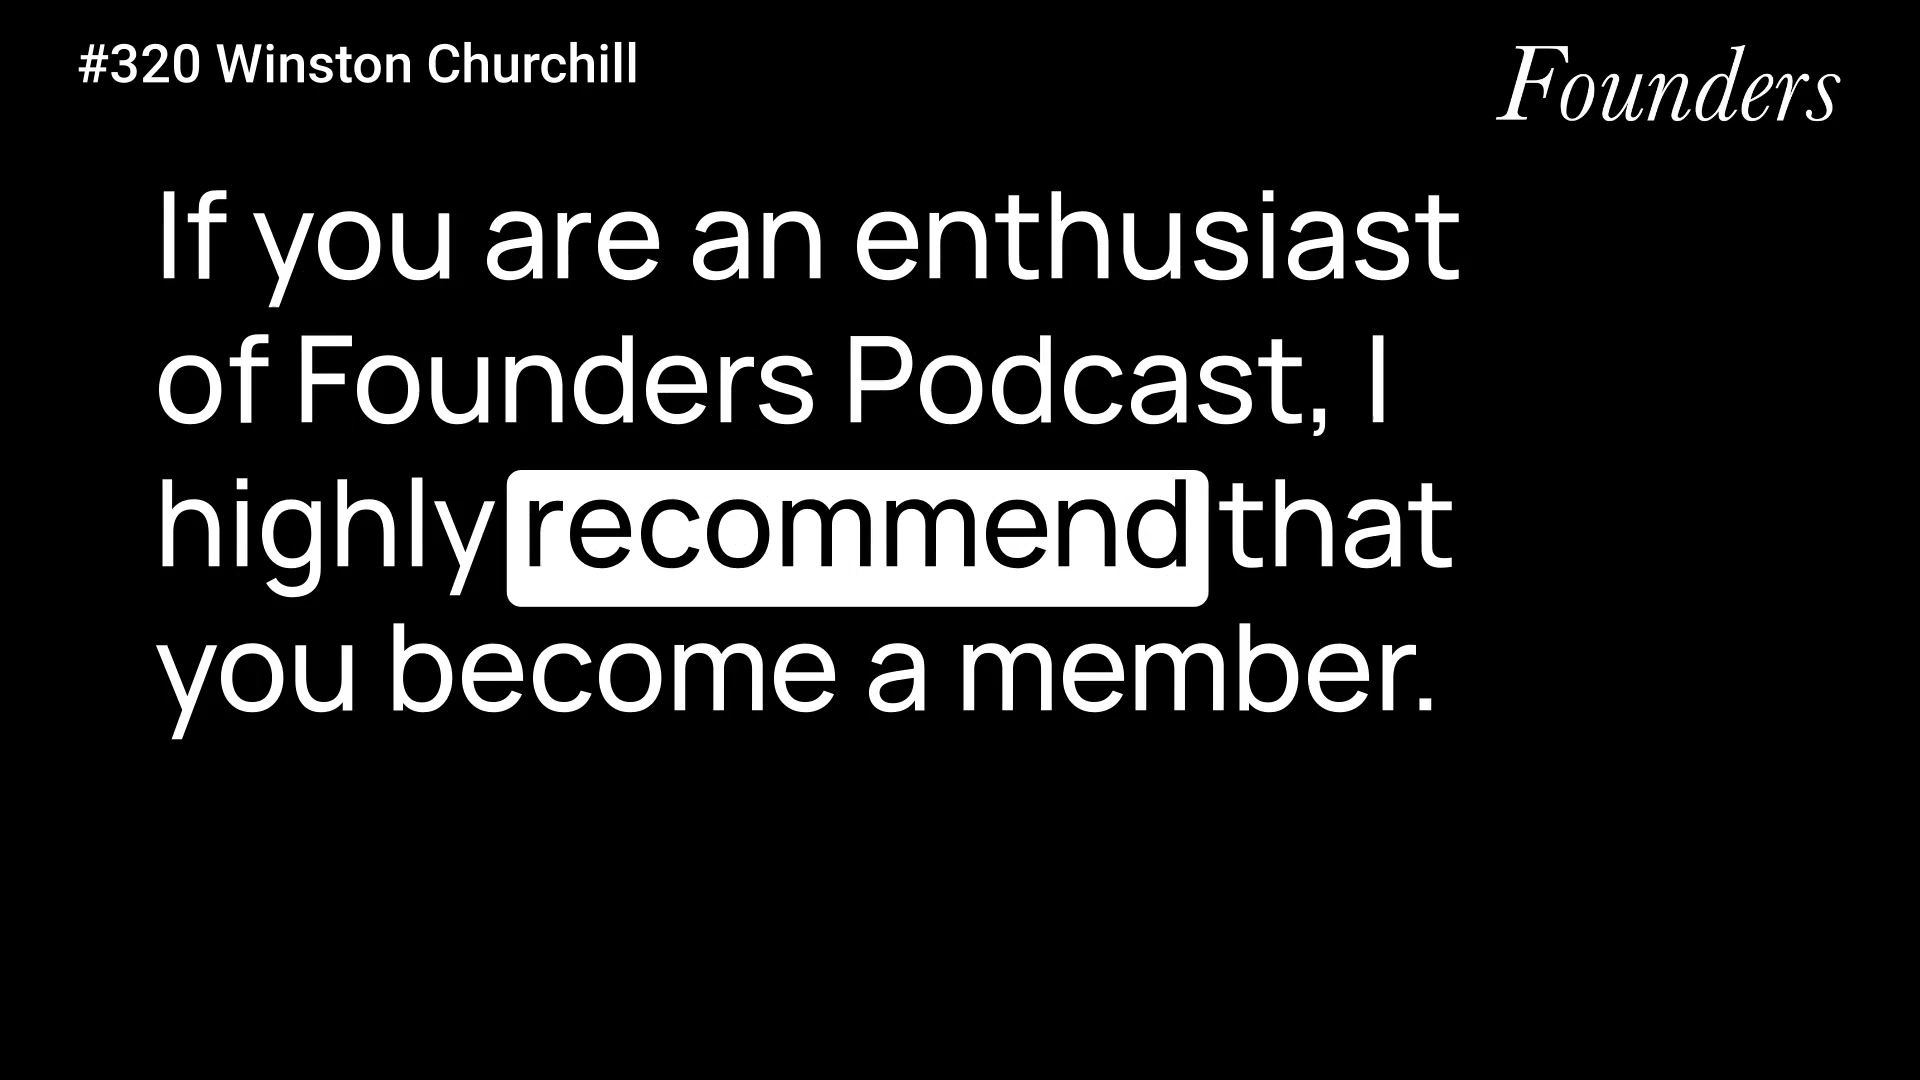 #320 Winston Churchill
Founders
If you are an enthusiast
of Founders Podcast, I
highly recommend that
you become a member.